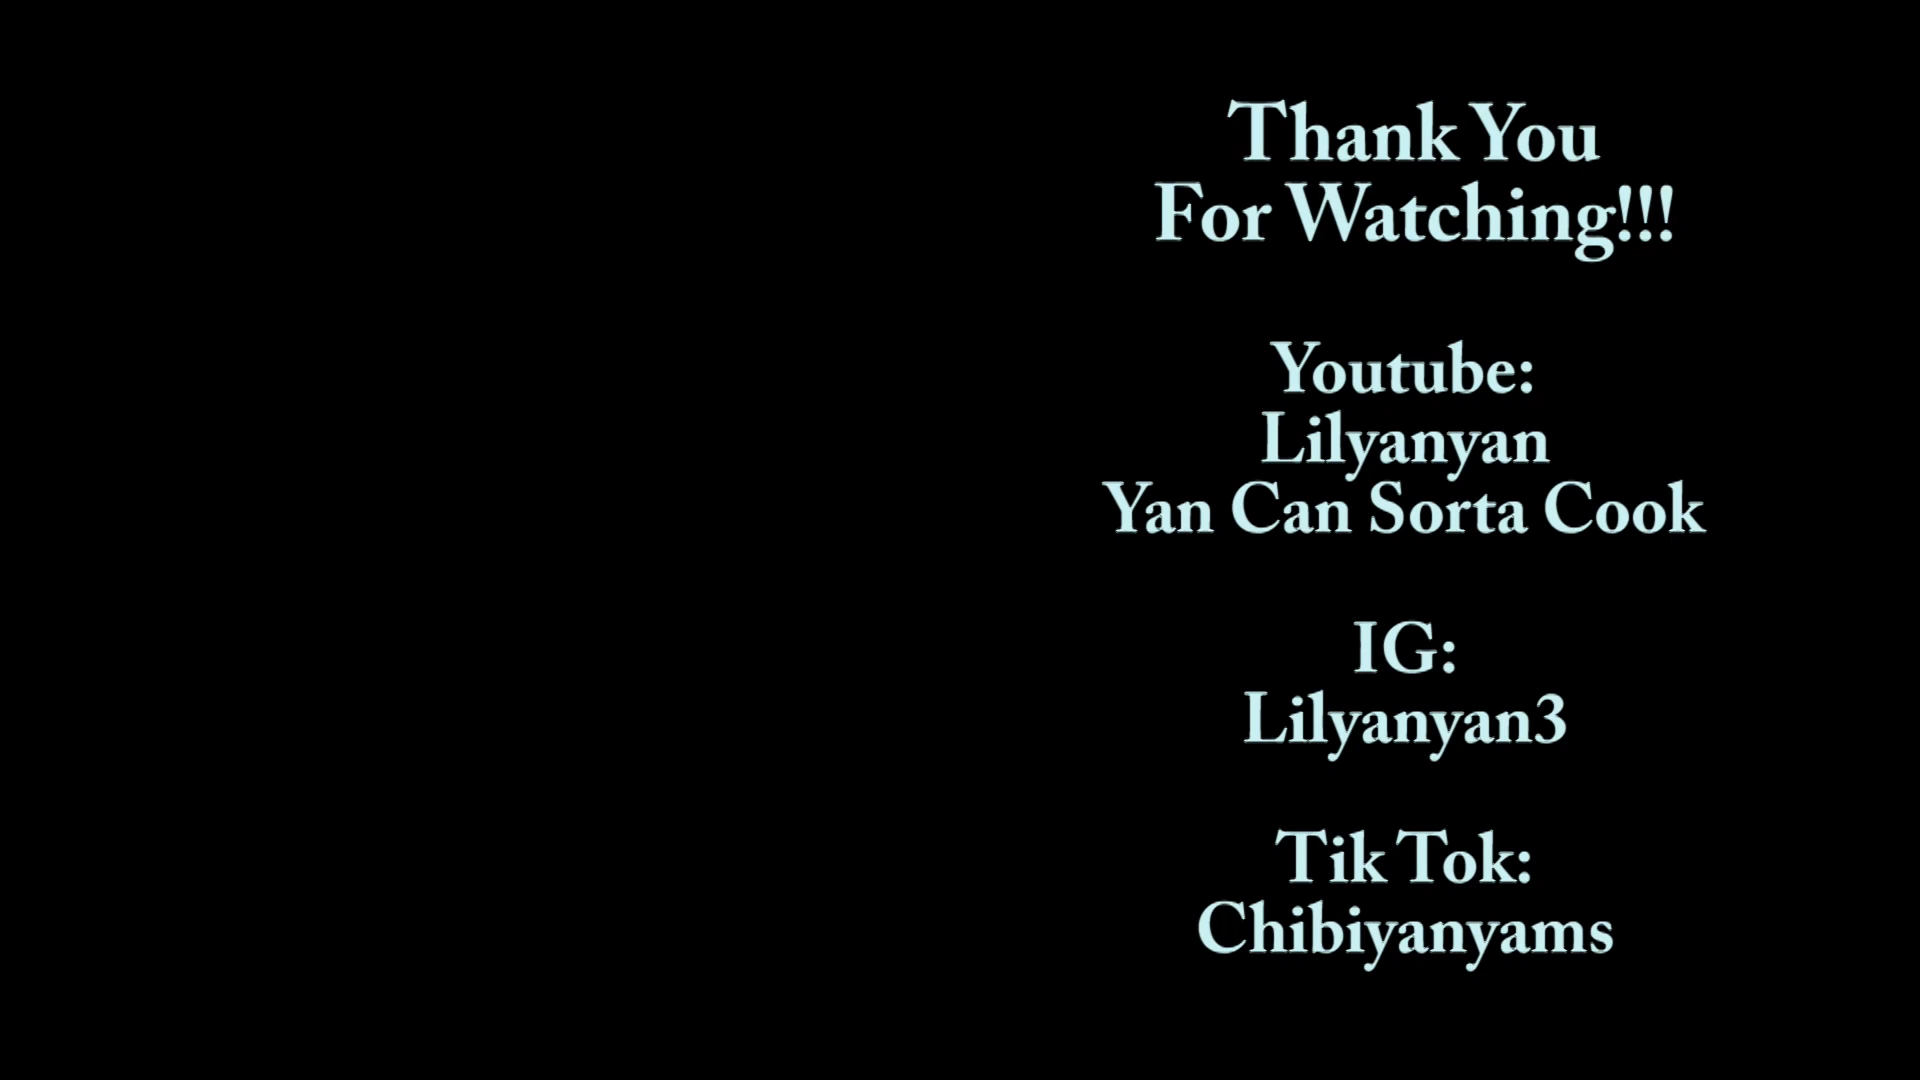 Thank You
For Watching!!!
Youtube:
Lilyanyan
Yan Can Sorta Cook
IG:
Lilyanyan3
Tik Tok:
Chibiyanyams